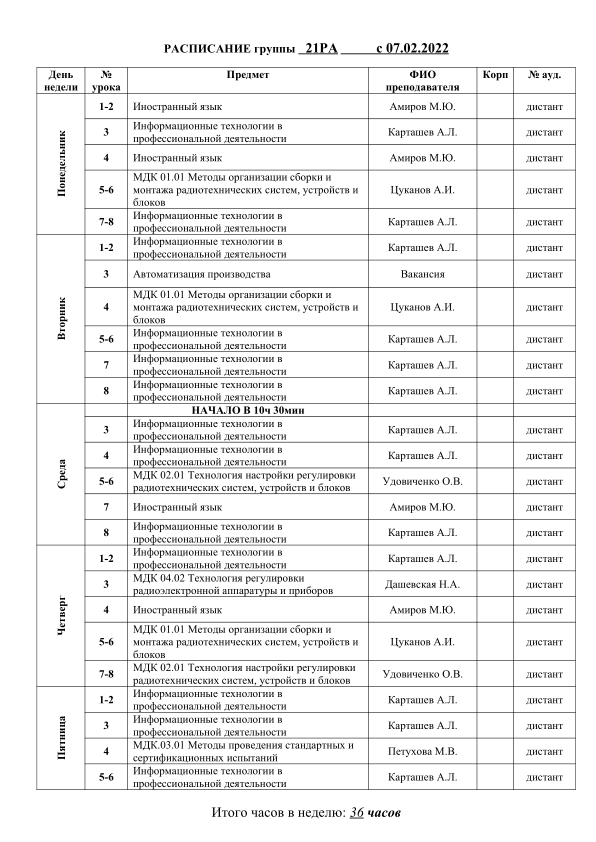 РАСПИСАНИЕ группы 21РА с 07.02.2022
День недели № урока Предмет ФИО преподавателя Корп № ауд.
Понедельник
1-2 Иностранный язык Амиров М.Ю. дистант
3 Информационные технологии в профессиональной деятельности Карташев А.Л. дистант
4 Иностранный язык Амиров М.Ю. дистант
5-6 МДК 01.01 Методы организации сборки и монтажа радиотехнических систем, устройств и блоков Цуканов А.И. дистант
7-8 Информационные технологии в профессиональной деятельности Карташев А.Л. дистант
Вторник
1-2 Информационные технологии в профессиональной деятельности Карташев А.Л. дистант
3 Автоматизация производства Вакансия дистант
4 МДК 01.01 Методы организации сборки и монтажа радиотехнических систем, устройств и блоков Цуканов А.И. дистант
5-6 Информационные технологии в профессиональной деятельности Карташев А.Л. дистант
7 Информационные технологии в профессиональной деятельности Карташев А.Л. дистант
8 Информационные технологии в профессиональной деятельности Карташев А.Л. дистант
Среда
НАЧАЛО В 10ч 30мин
3 Информационные технологии в профессиональной деятельности Карташев А.Л. дистант
4 Информационные технологии в профессиональной деятельности Карташев А.Л. дистант
5-6 МДК 02.01 Технология настройки регулировки радиотехнических систем, устройств и блоков Удовиченко О.В. дистант
7 Иностранный язык Амиров М.Ю. дистант
8 Информационные технологии в профессиональной деятельности Карташев А.Л. дистант
Четверг
1-2 Информационные технологии в профессиональной деятельности Карташев А.Л. дистант
3 МДК 04.02 Технология регулировки радиоэлектронной аппаратуры и приборов Дашевская Н.А. дистант
4 Иностранный язык Амиров М.Ю. дистант
5-6 МДК 01.01 Методы организации сборки и монтажа радиотехнических систем, устройств и блоков Цуканов А.И. дистант
7-8 МДК 02.01 Технология настройки регулировки радиотехнических систем, устройств и блоков Удовиченко О.В. дистант
Пятница
1-2 Информационные технологии в профессиональной деятельности Карташев А.Л. дистант
3 Информационные технологии в профессиональной деятельности Карташев А.Л. дистант
4 МДК.03.01 Методы проведения стандартных и сертификационных испытаний Петухова М.В. дистант
5-6 Информационные технологии в профессиональной деятельности Карташев А.Л. дистант
Итого часов в неделю: 36 часов